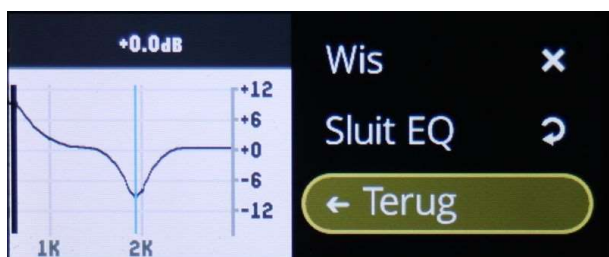 +0.0dB
+12
+6
+0
-6
-12
1K
2K
Wis
Sluit EQ
Terug